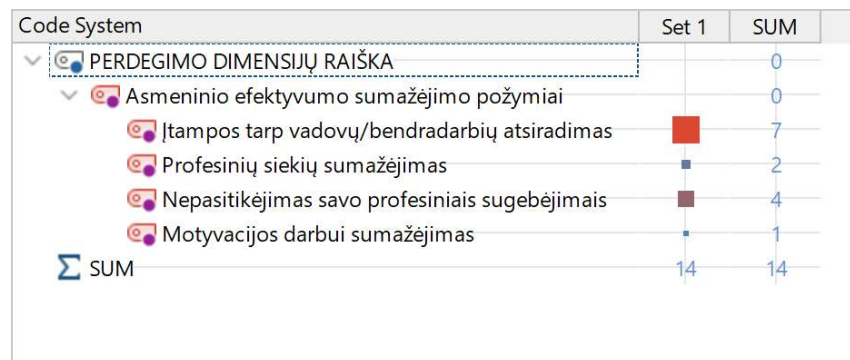 Code System Set 1 SUM
PERDEGIMO DIMENSIJŲ RAIŠKA 0
Asmeninio efektyvumo sumažėjimo požymiai 0
Įtampos tarp vadovų/bendradarbių atsiradimas 7
Profesinių siekių sumažėjimas 2
Nepasitikėjimas savo profesiniais sugebėjimais 4
Motyvacijos darbui sumažėjimas 1
Σ SUM 14 14